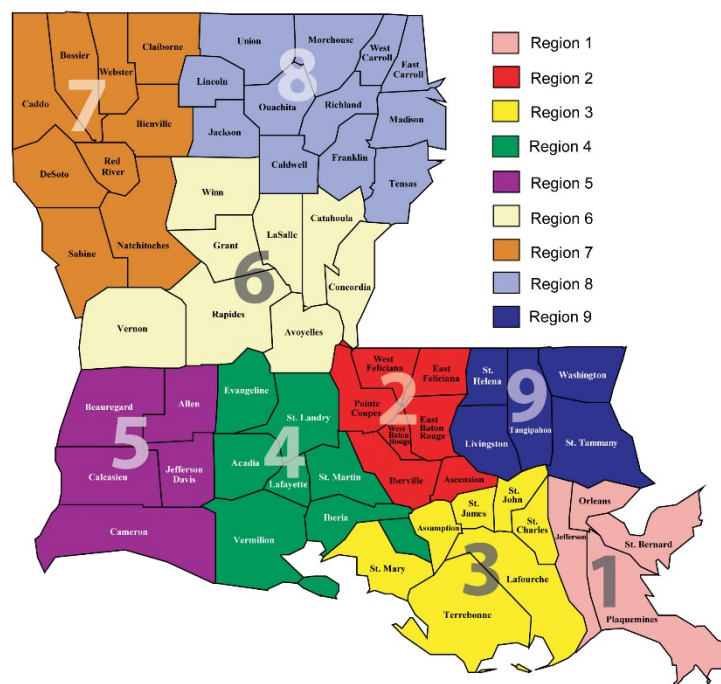 Union
Morehouse
West
Carroll
East
Carroll
Claiborne
Bossier
Webster
Lincoln
8
7
Caddo
Ouachita
Richland
Bienville
Madison
Jackson
Franklin
Caldwell
DeSoto
Red
River
Tensas
Winn
Catahoula
Natchitoches
Grant
LaSalle
Sabine
6
Concordia
Rapides
Vernon
Avoyelles
West
Feliciana
East
Feliciana
St.
Helena
Washington
Evangeline
2
9
Beauregard
Allen
Pointe
Coupee
St. Landry
East
Baton
Rouge
West
Baton
Rouge
Tangipahoa
5
4
Livingston
St. Tammany
Acadia
Calcasieu
Jefferson
Davis
St. Martin
Iberville
Ascension
Lafayette
Cameron
Iberia
St.
James
St.
John
Orleans
Vermilion
Assumption
St.
Charles
Jefferson
St. Bernard
St. Mary
3
Lafourche
1
Terrebonne
Plaquemines
Region 1
Region 2
Region 3
Region 4
Region 5
Region 6
Region 7
Region 8
Region 9